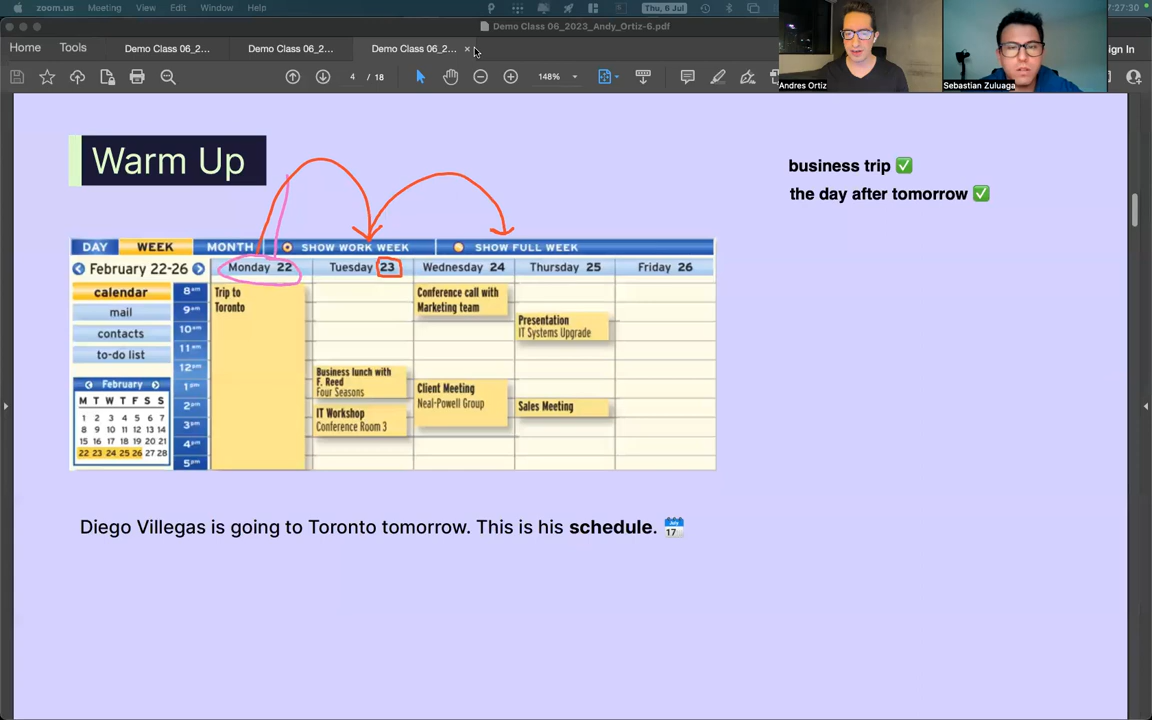 zoom.us Meeting View Edit Window Help Thu, 6 Jul 7:27:30
Demo Class 06_2023_Andy_Ortiz-6.pdf
Home Tools Demo Class 06_2... Demo Class 06_2... Demo Class 06_2... × Sign In
4 / 18 148%
Andres Ortiz Sebastian Zuluaga
Warm Up
business trip ✅
the day after tomorrow ✅
DAY WEEK MONTH SHOW WORK WEEK SHOW FULL WEEK
February 22-26 Monday 22 Tuesday 23 Wednesday 24 Thursday 25 Friday 26
calendar
mail
contacts
to-do list
February
M T W T F S S
1 2 3 4 5 6 7
8 9 10 11 12 13 14
15 16 17 18 19 20 21
22 23 24 25 26 27 28
8am
9am
10am
11am
12pm
1pm
2pm
3pm
4pm
5pm
Trip to
Toronto
Business lunch with
F. Reed
Four Seasons
IT Workshop
Conference Room 3
Conference call with
Marketing team
Client Meeting
Neal-Powell Group
Presentation
IT Systems Upgrade
Sales Meeting
Diego Villegas is going to Toronto tomorrow. This is his schedule. 📅